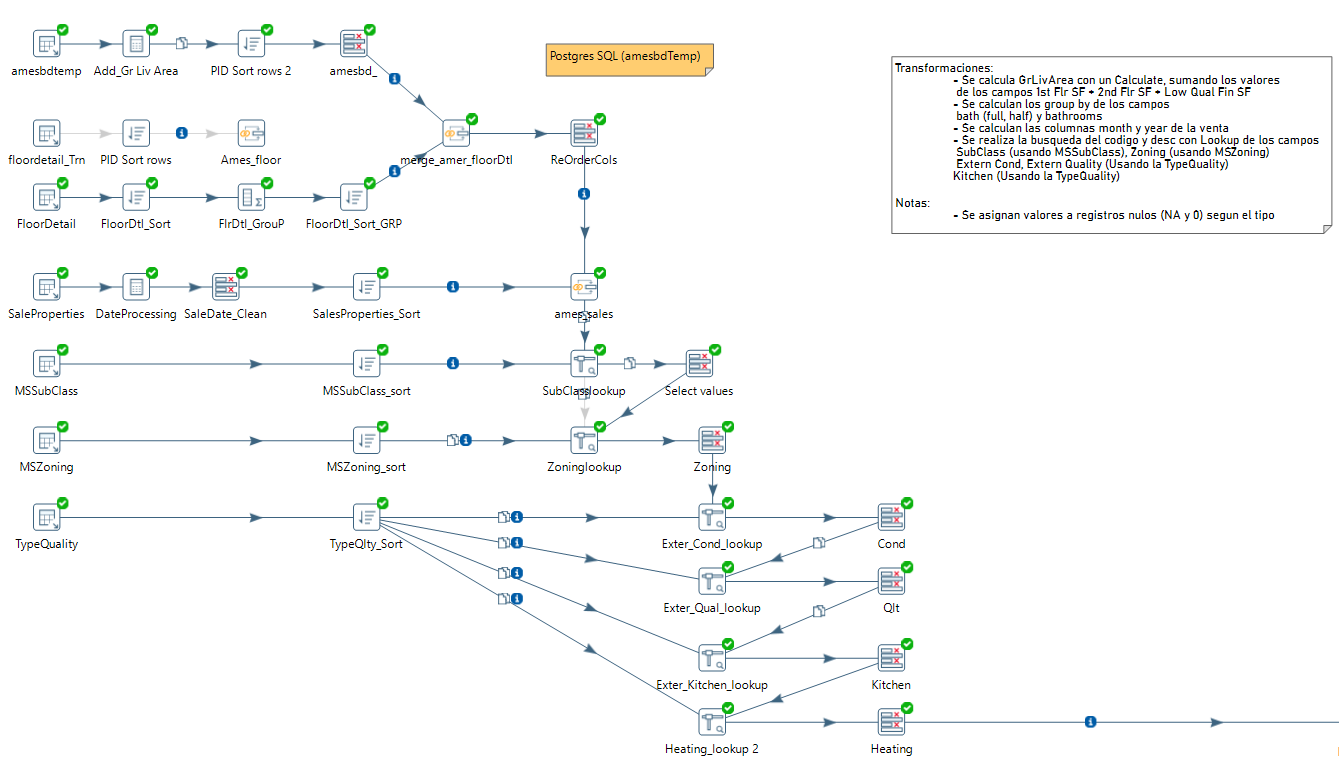 Postgres SQL (amesbdTemp)
amesbdtemp
Add_Gr Liv Area
PID Sort rows 2
amesbd_
Transformaciones:
- Se calcula GrLivArea con un Calculate, sumando los valores
de los campos 1st Flr SF + 2nd Flr SF + Low Qual Fin SF
- Se calculan los group by de los campos
bath (full, half) y bathrooms
- Se calculan las columnas month y year de la venta
- Se realiza la busqueda del codigo y desc con Lookup de los campos
SubClass (usando MSSubClass), Zoning (usando MSZoning)
Extern Cond, Extern Quality (Usando la TypeQuality)
Kitchen (Usando la TypeQuality)
Notas:
- Se asignan valores a registros nulos (NA y 0) segun el tipo
floordetail_Trn
PID Sort rows
Ames_floor
merge_amer_floorDtl
ReOrderCols
FloorDetail
FloorDtl_Sort
FlrDtl_GrouP
FloorDtl_Sort_GRP
SaleProperties
DateProcessing
SaleDate_Clean
SalesProperties_Sort
ames_sales
MSSubClass
MSSubClass_sort
SubClasslookup
Select values
MSZoning
MSZoning_sort
Zoninglookup
Zoning
TypeQuality
TypeQlty_Sort
Exter_Cond_lookup
Cond
Exter_Qual_lookup
Qlt
Exter_Kitchen_lookup
Kitchen
Heating_lookup 2
Heating